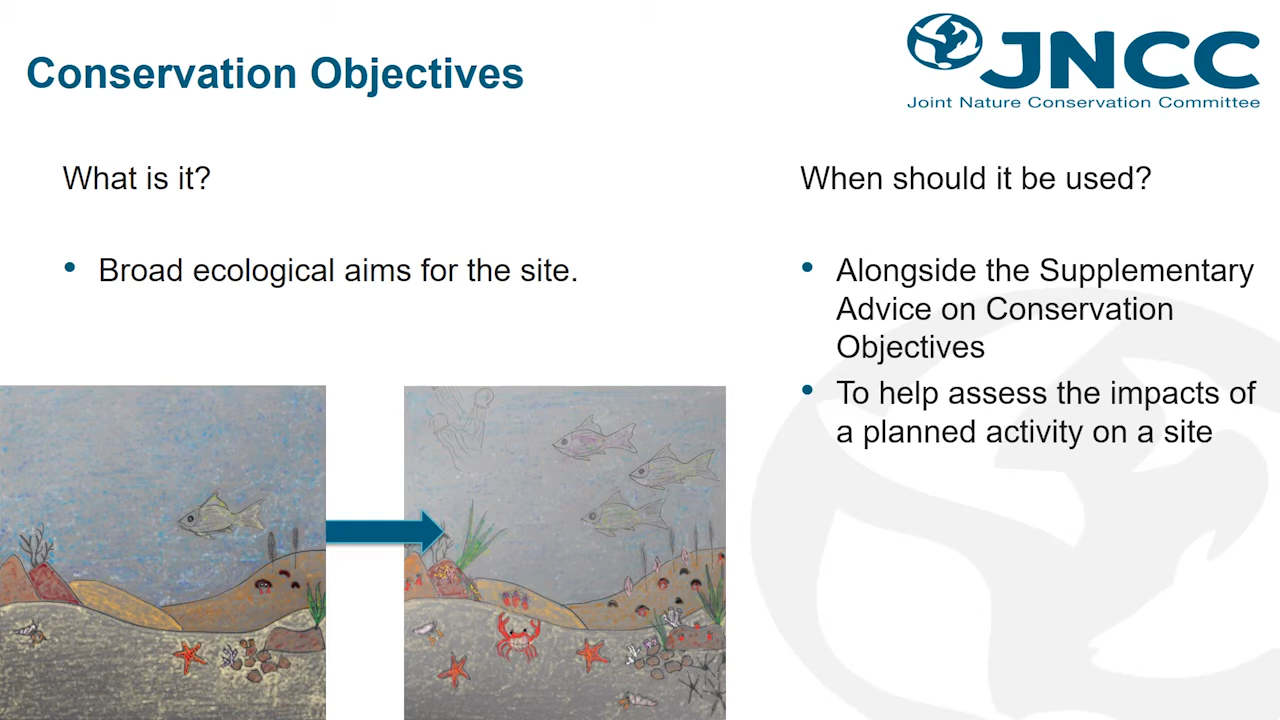 Conservation Objectives
JNCC
Joint Nature Conservation Committee
What is it?
• Broad ecological aims for the site.
When should it be used?
• Alongside the Supplementary
Advice on Conservation
Objectives
• To help assess the impacts of
a planned activity on a site